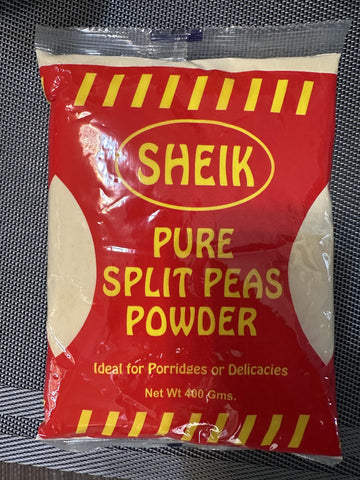 SHEIK
PURE
SPLIT PEAS
POWDER
Ideal for Porridges or Delicacies
Net Wt 400 Gms.